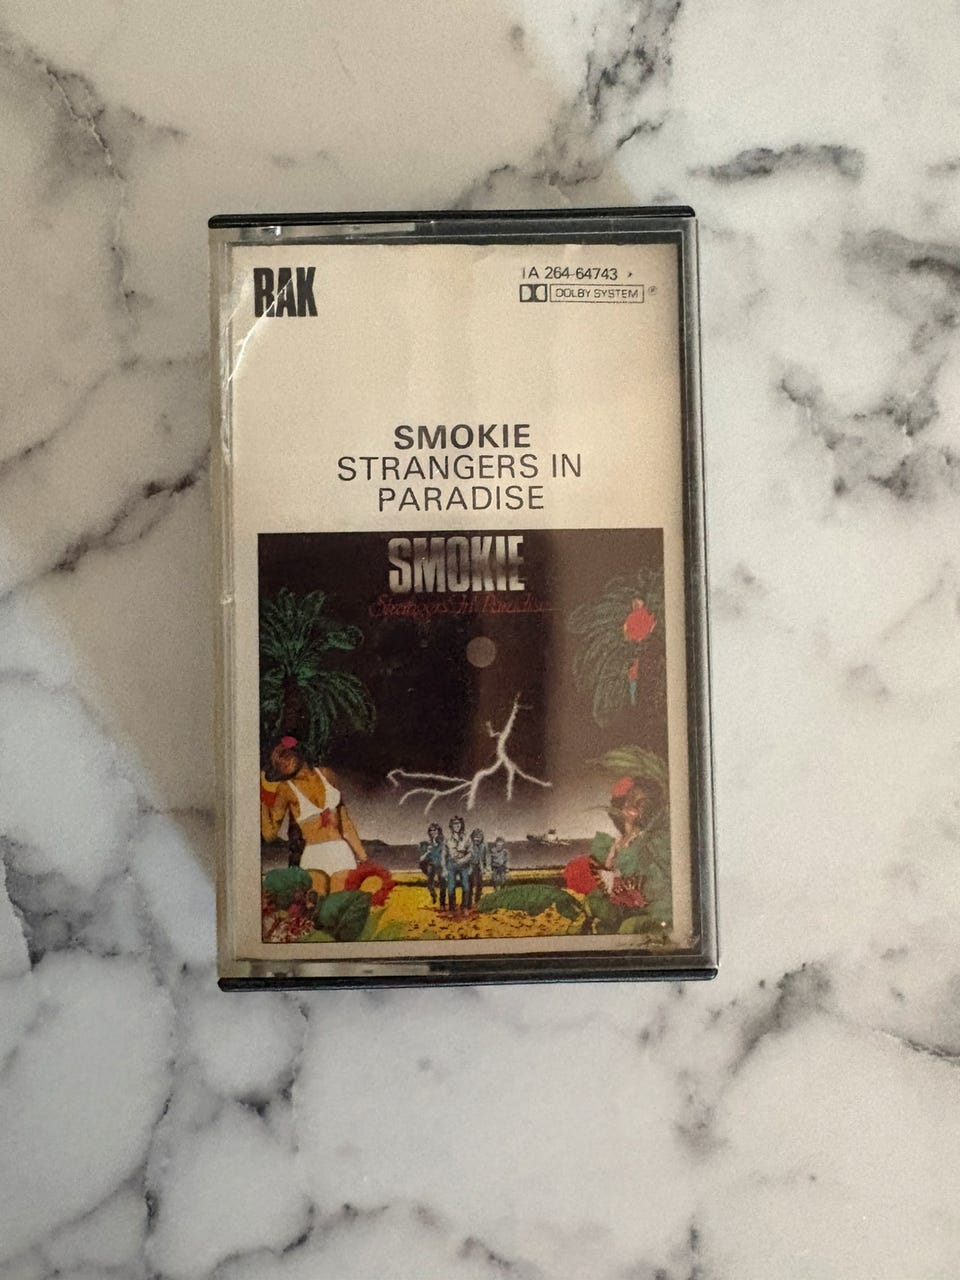 RAK
1A 264-64743
DOLBY SYSTEM ®
SMOKIE
STRANGERS IN
PARADISE
SMOKIE
Strangers In Paradise